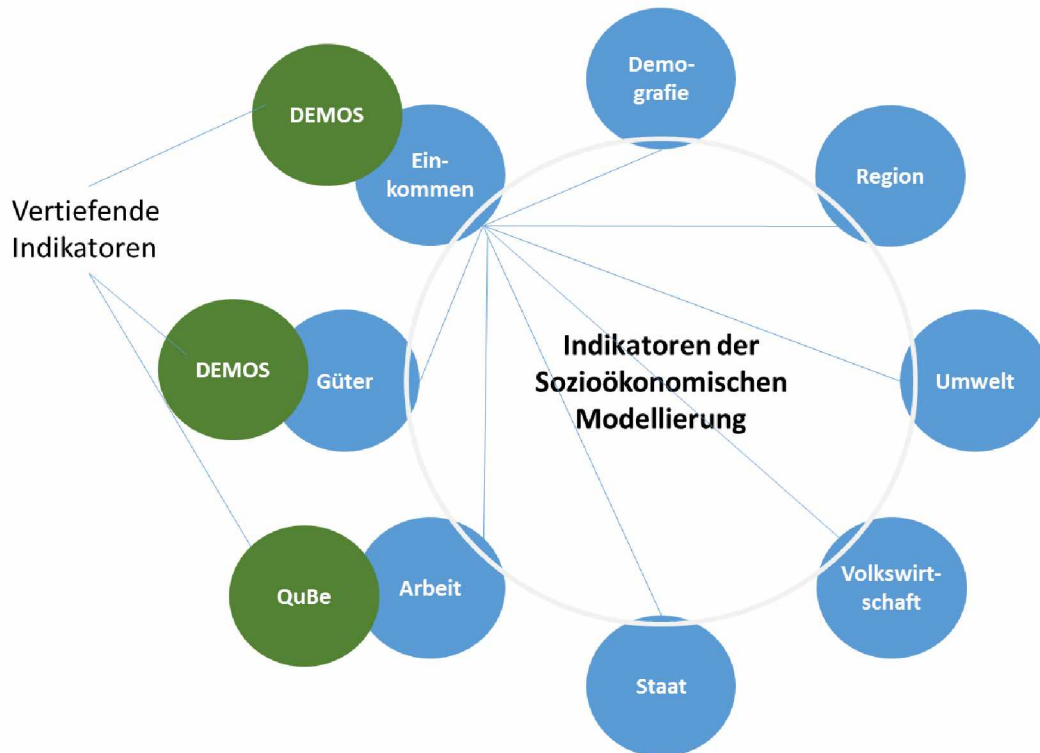 Demo-
grafie
DEMOS
Ein-
kommen
Region
Vertiefende
Indikatoren
Indikatoren der
Sozioökonomischen
Modellierung
DEMOS
Güter
Umwelt
QuBe
Arbeit
Volkswirt-
schaft
Staat